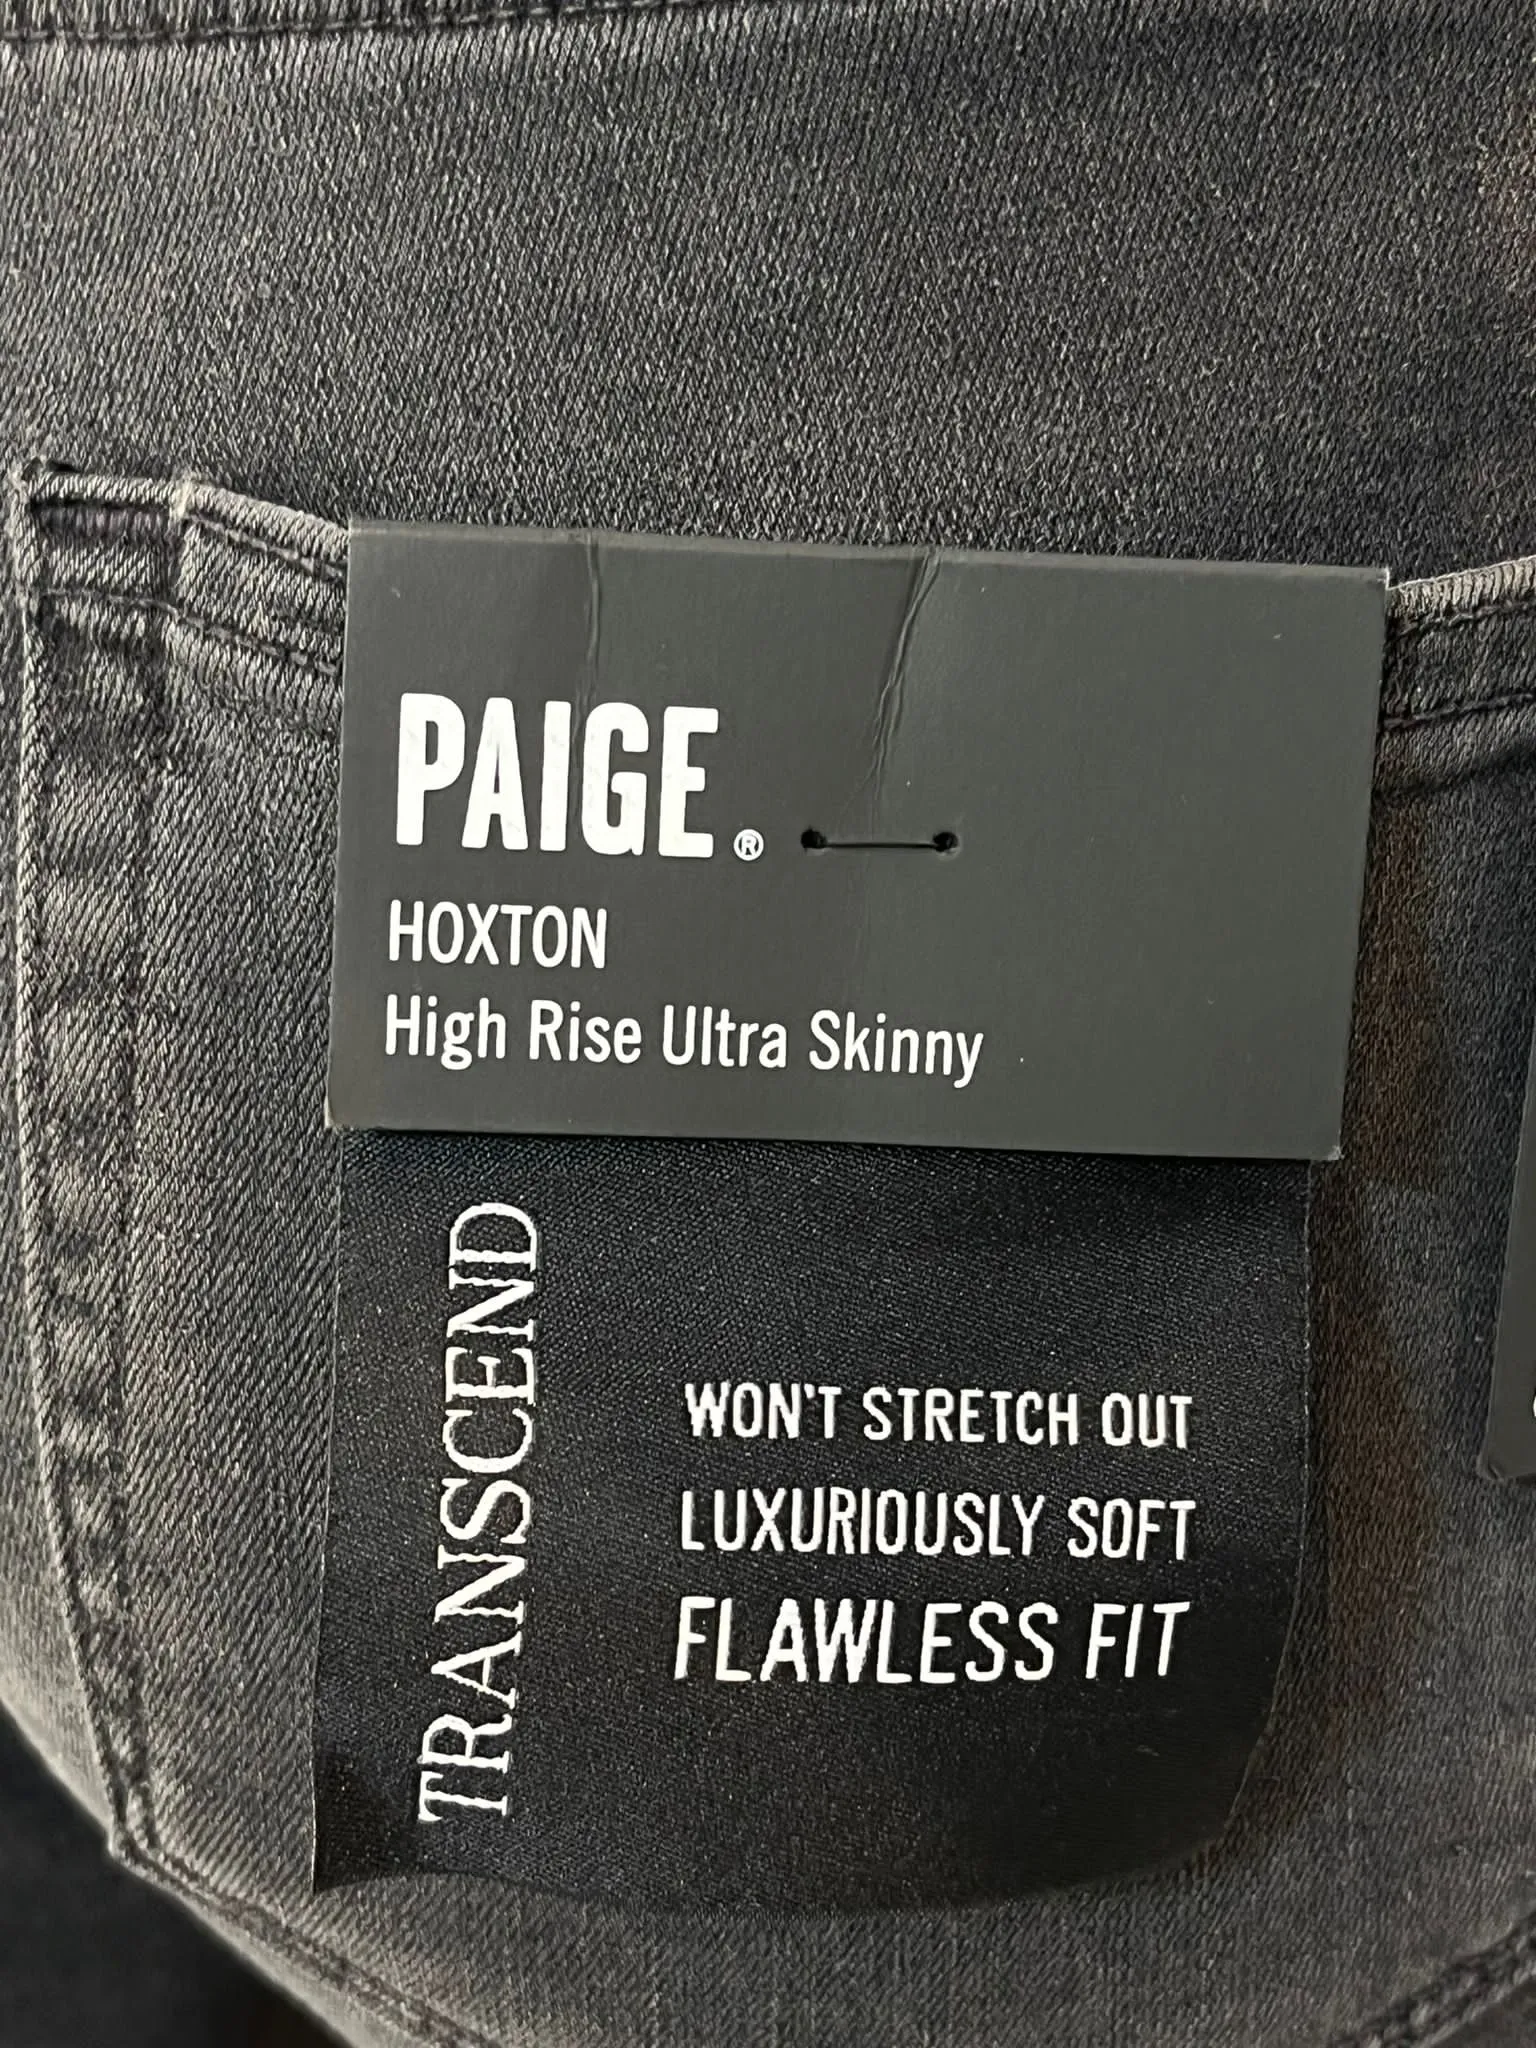 PAIGE®
HOXTON
High Rise Ultra Skinny
TRANSCEND
WON'T STRETCH OUT
LUXURIOUSLY SOFT
FLAWLESS FIT